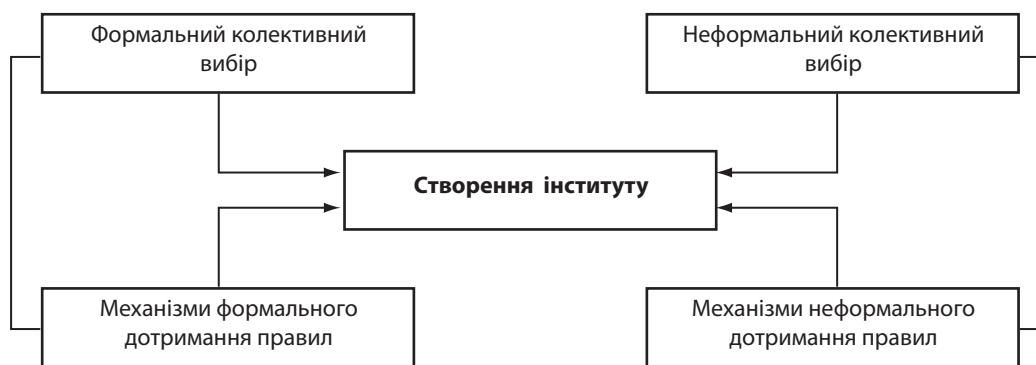 Формальний колективний
вибір
Неформальний колективний
вибір
Створення інституту
Механізми формального
дотримання правил
Механізми неформального
дотримання правил